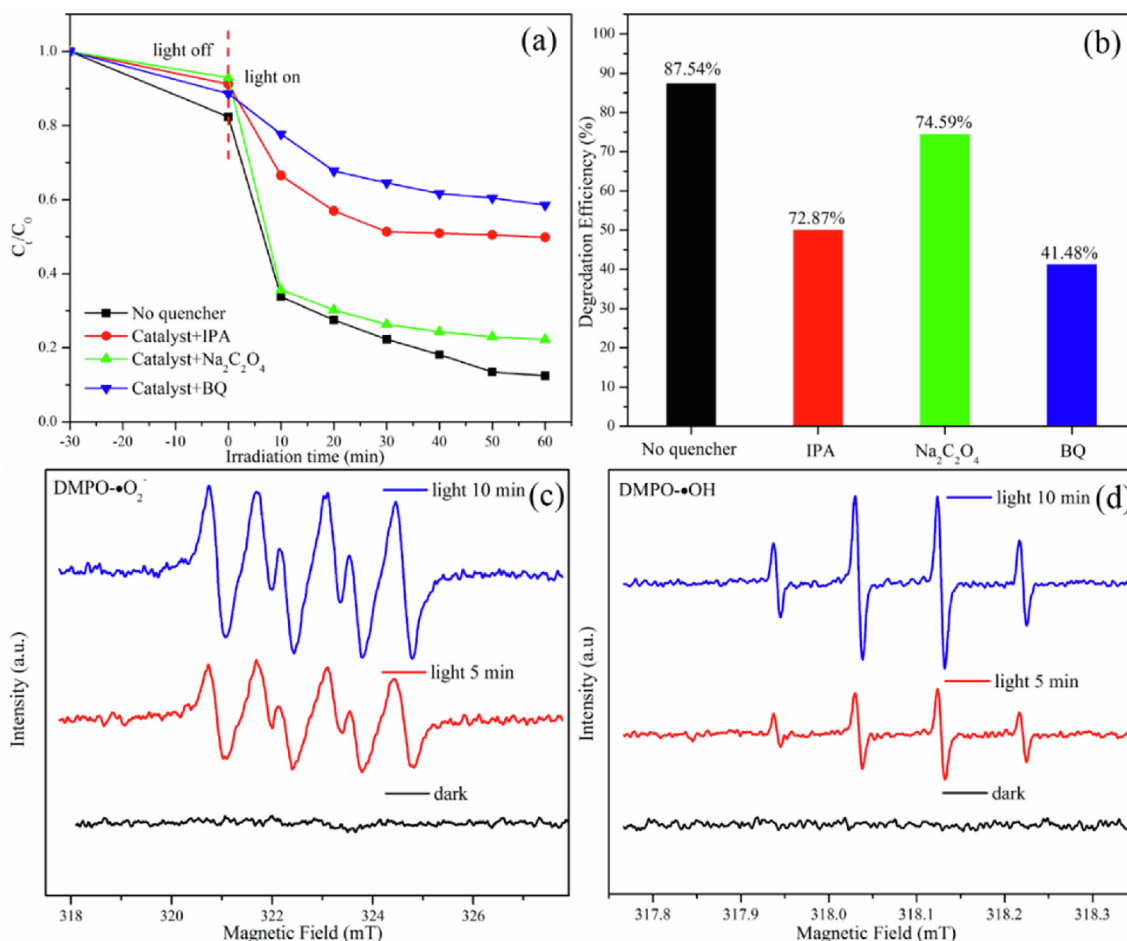 (a)
light off
light on
1.0
0.8
0.6
0.4
0.2
0.0
Cₜ/C₀
No quencher
Catalyst+IPA
Catalyst+Na₂C₂O₄
Catalyst+BQ
-30 -20 -10 0 10 20 30 40 50 60
Irradiation time (min)
(b)
100
90
80
70
60
50
40
30
20
10
0
Degredation Efficiency (%)
87.54%
72.87%
74.59%
41.48%
No quencher IPA Na₂C₂O₄ BQ
(c)
DMPO-•O₂⁻
light 10 min
light 5 min
dark
Intensity (a.u.)
318 320 322 324 326
Magnetic Field (mT)
(d)
DMPO-•OH
light 10 min
light 5 min
dark
Intensity (a.u.)
317.8 317.9 318.0 318.1 318.2 318.3
Magnetic Field (mT)